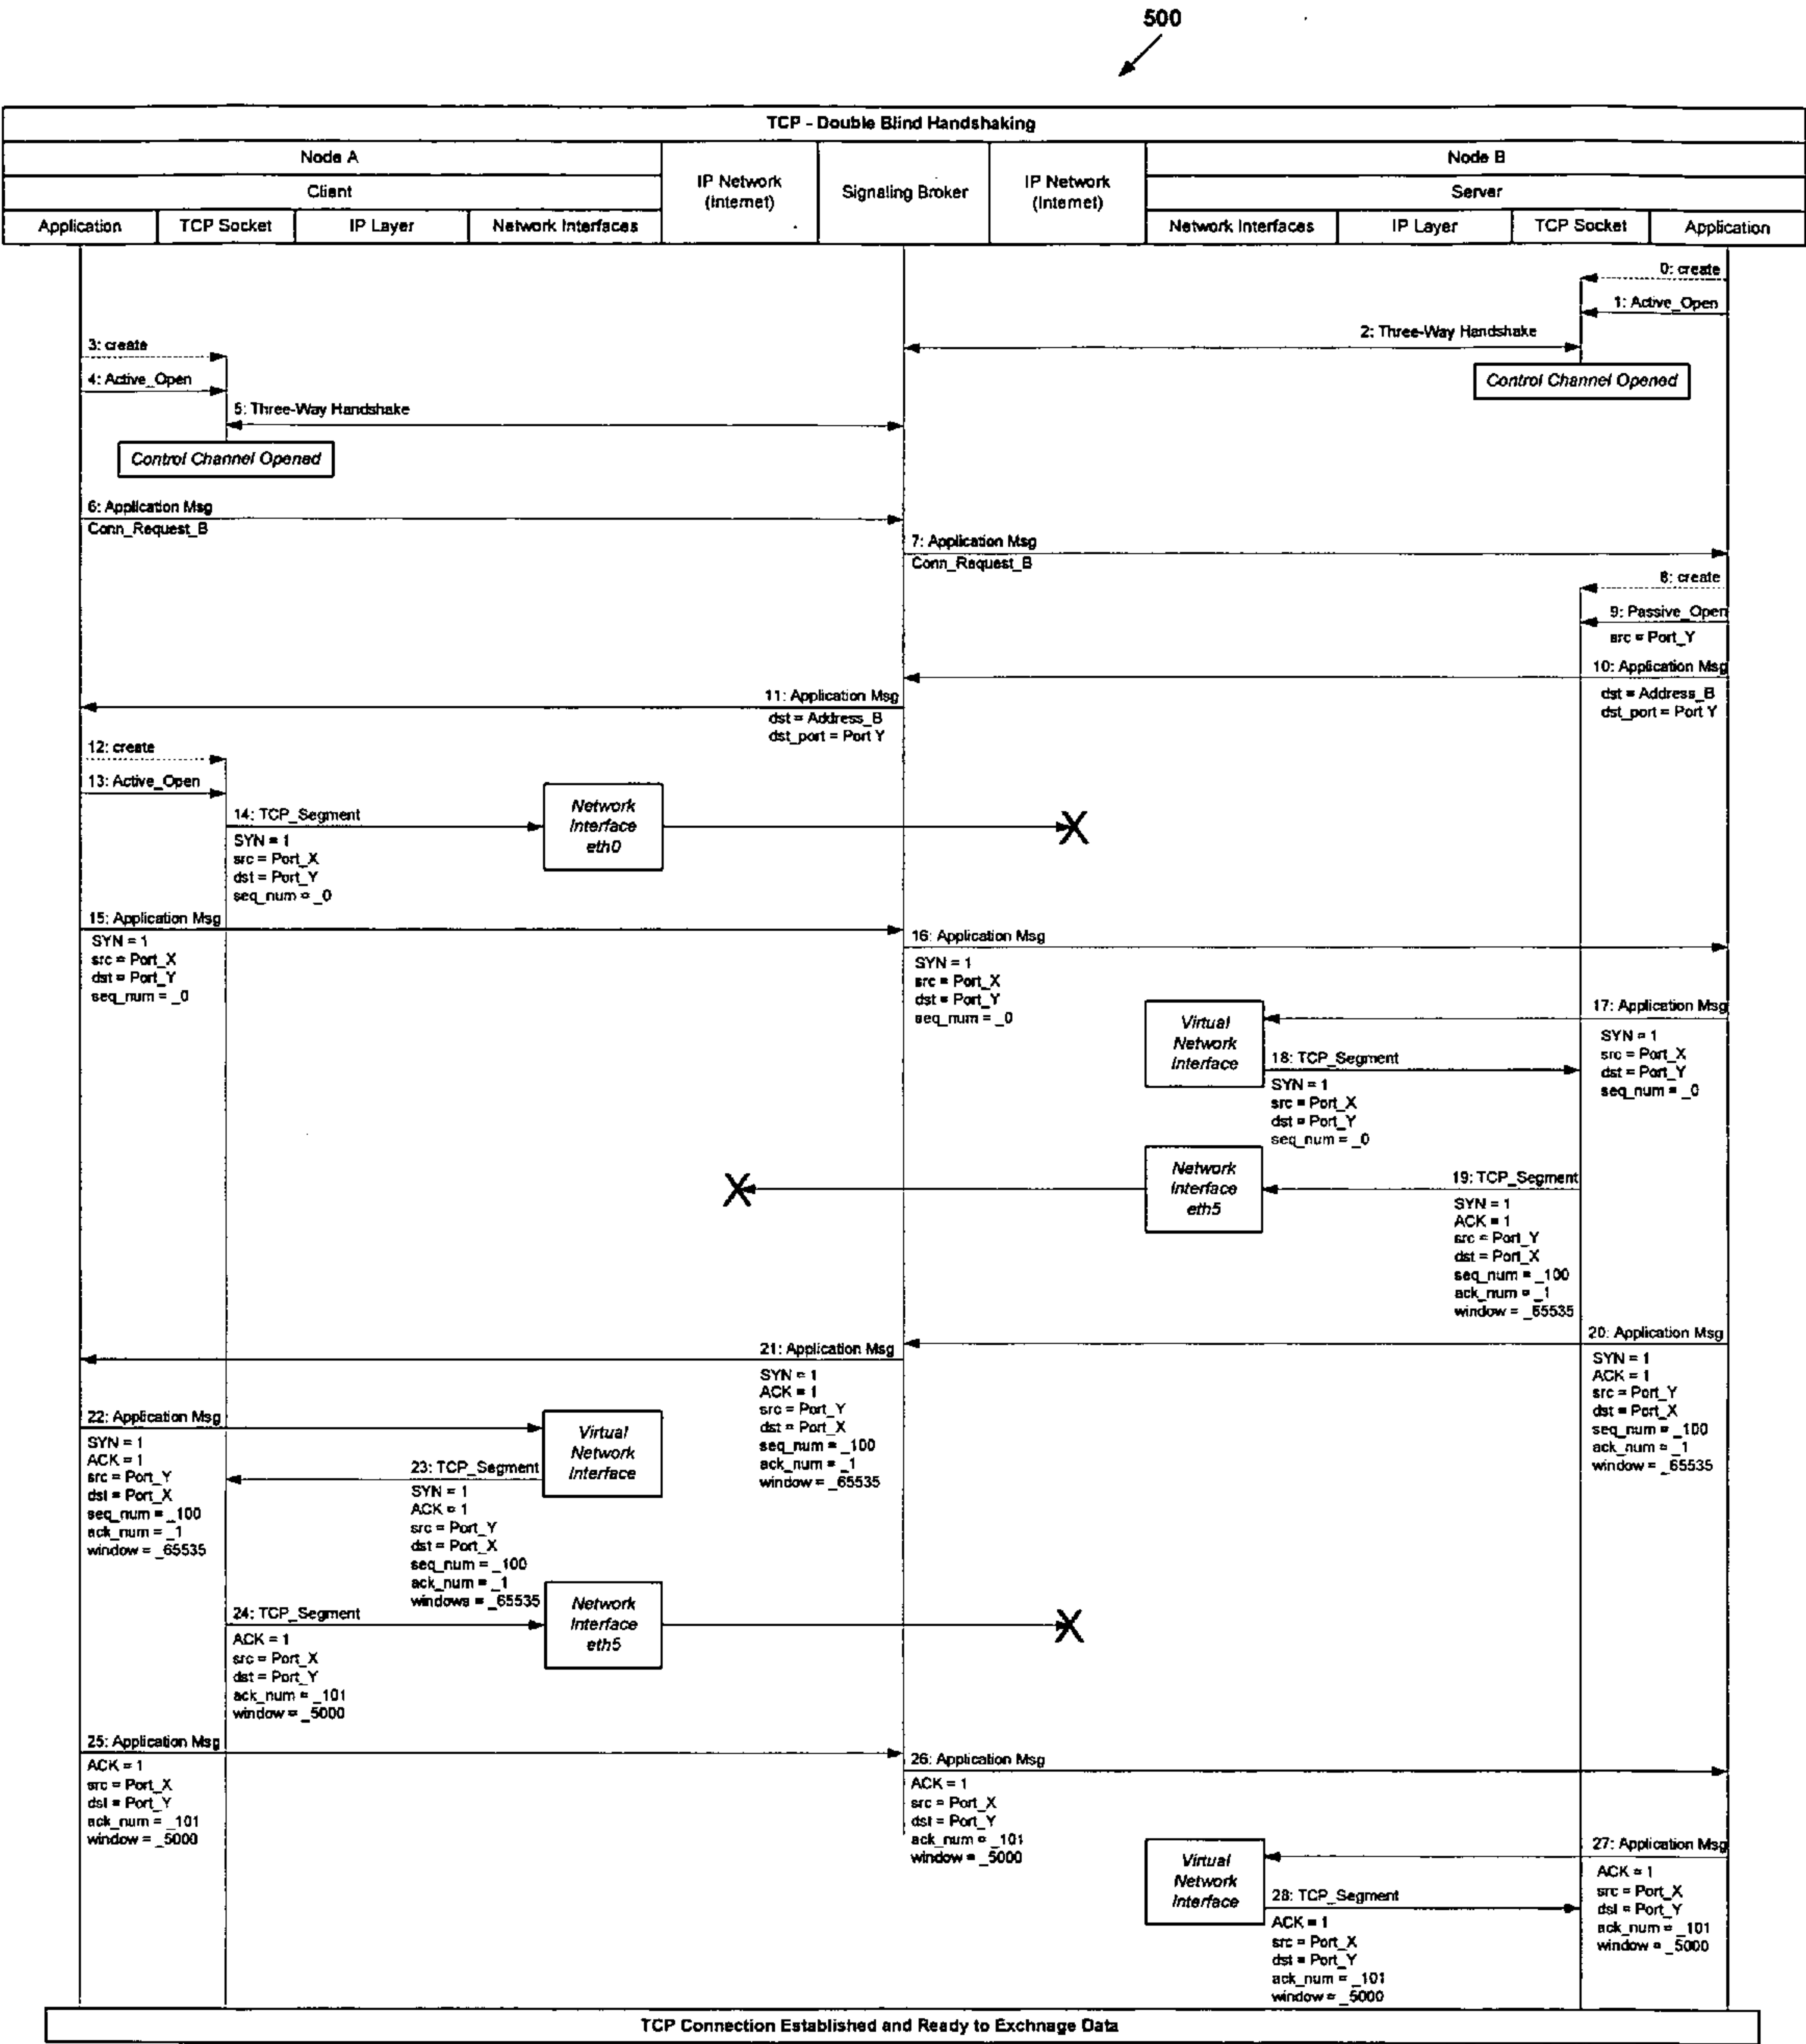 500
TCP - Double Blind Handshaking
Node A
IP Network
(Internet)
Signaling Broker
IP Network
(Internet)
Node B
Client
Server
Application
TCP Socket
IP Layer
Network Interfaces
Network Interfaces
IP Layer
TCP Socket
Application
0: create
1: Active_Open
2: Three-Way Handshake
3: create
4: Active_Open
Control Channel Opened
5: Three-Way Handshake
Control Channel Opened
6: Application Msg
Conn_Request_B
7: Application Msg
Conn_Request_B
8: create
9: Passive_Open
src = Port_Y
10: Application Msg
dst = Address_B
dst_port = Port Y
11: Application Msg
dst = Address_B
dst_port = Port Y
12: create
13: Active_Open
14: TCP_Segment
SYN = 1
src = Port_X
dst = Port_Y
seq_num = _0
Network
Interface
eth0
X
15: Application Msg
SYN = 1
src = Port_X
dst = Port_Y
seq_num = _0
16: Application Msg
SYN = 1
src = Port_X
dst = Port_Y
seq_num = _0
17: Application Msg
SYN = 1
src = Port_X
dst = Port_Y
seq_num = _0
Virtual
Network
Interface
18: TCP_Segment
SYN = 1
src = Port_X
dst = Port_Y
seq_num = _0
X
Network
Interface
eth5
19: TCP_Segment
SYN = 1
ACK = 1
src = Port_Y
dst = Port_X
seq_num = _100
ack_num = _1
window = _65535
20: Application Msg
SYN = 1
ACK = 1
src = Port_Y
dst = Port_X
seq_num = _100
ack_num = _1
window = _65535
21: Application Msg
SYN = 1
ACK = 1
src = Port_Y
dst = Port_X
seq_num = _100
ack_num = _1
window = _65535
22: Application Msg
SYN = 1
ACK = 1
src = Port_Y
dst = Port_X
seq_num = _100
ack_num = _1
window = _65535
Virtual
Network
Interface
23: TCP_Segment
SYN = 1
ACK = 1
src = Port_Y
dst = Port_X
seq_num = _100
ack_num = _1
windows = _65535
24: TCP_Segment
ACK = 1
src = Port_X
dst = Port_Y
ack_num = _101
window = _5000
Network
Interface
eth5
X
25: Application Msg
ACK = 1
src = Port_X
dst = Port_Y
ack_num = _101
window = _5000
26: Application Msg
ACK = 1
src = Port_X
dst = Port_Y
ack_num = _101
window = _5000
27: Application Msg
ACK = 1
src = Port_X
dst = Port_Y
ack_num = _101
window = _5000
Virtual
Network
Interface
28: TCP_Segment
ACK = 1
src = Port_X
dst = Port_Y
ack_num = _101
window = _5000
TCP Connection Established and Ready to Exchnage Data